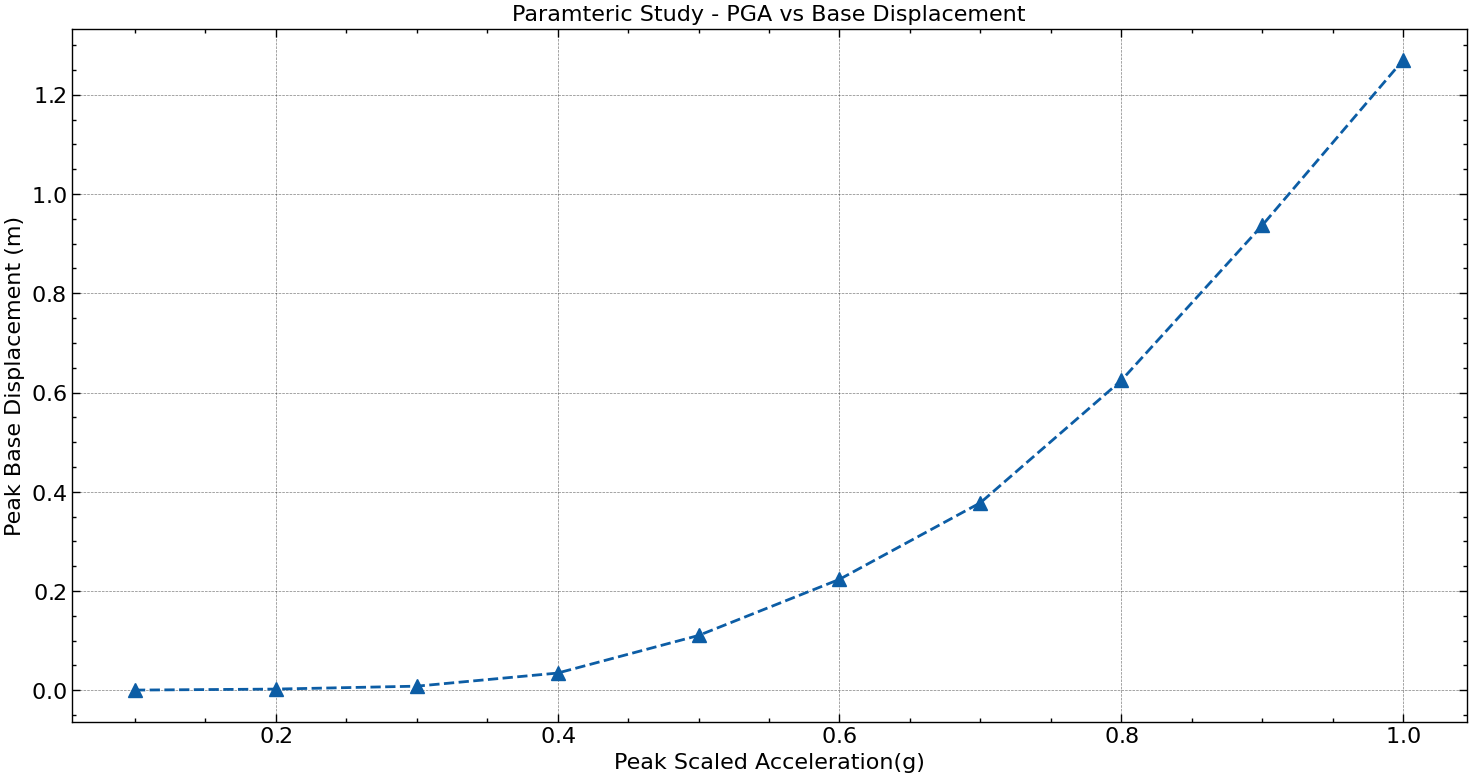 Paramteric Study - PGA vs Base Displacement
Peak Base Displacement (m)
1.2
1.0
0.8
0.6
0.4
0.2
0.0
0.2 0.4 0.6 0.8 1.0
Peak Scaled Acceleration(g)